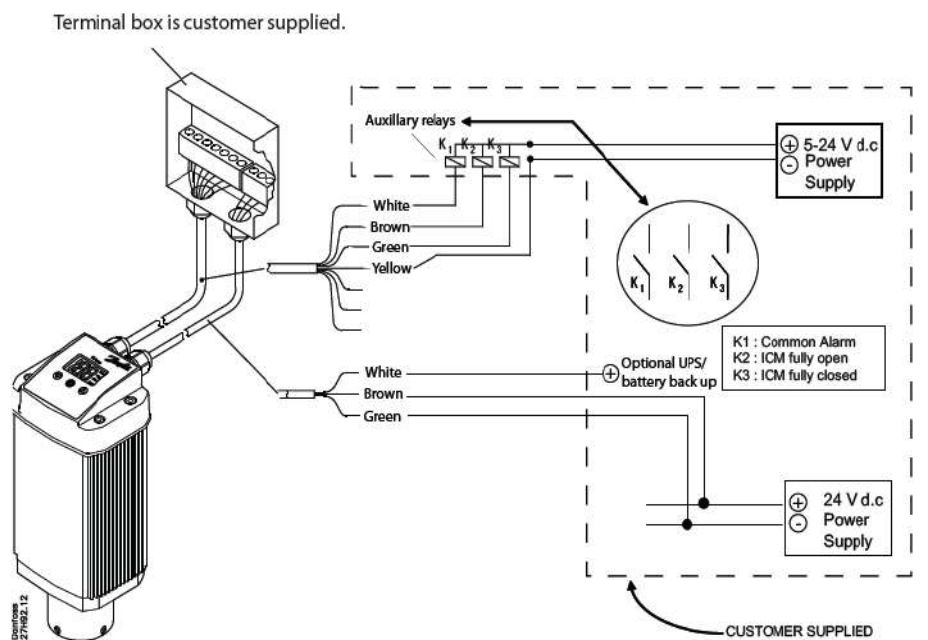 Terminal box is customer supplied.
Auxillary relays
K1 K2 K3
+ 5-24 V d.c
- Power
Supply
White
Brown
Green
Yellow
K1 K2 K3
K1 : Common Alarm
K2 : ICM fully open
K3 : ICM fully closed
White
Brown
Green
+ Optional UPS/
battery back up
+ 24 V d.c
- Power
Supply
CUSTOMER SUPPLIED
Danfoss
27H92.12